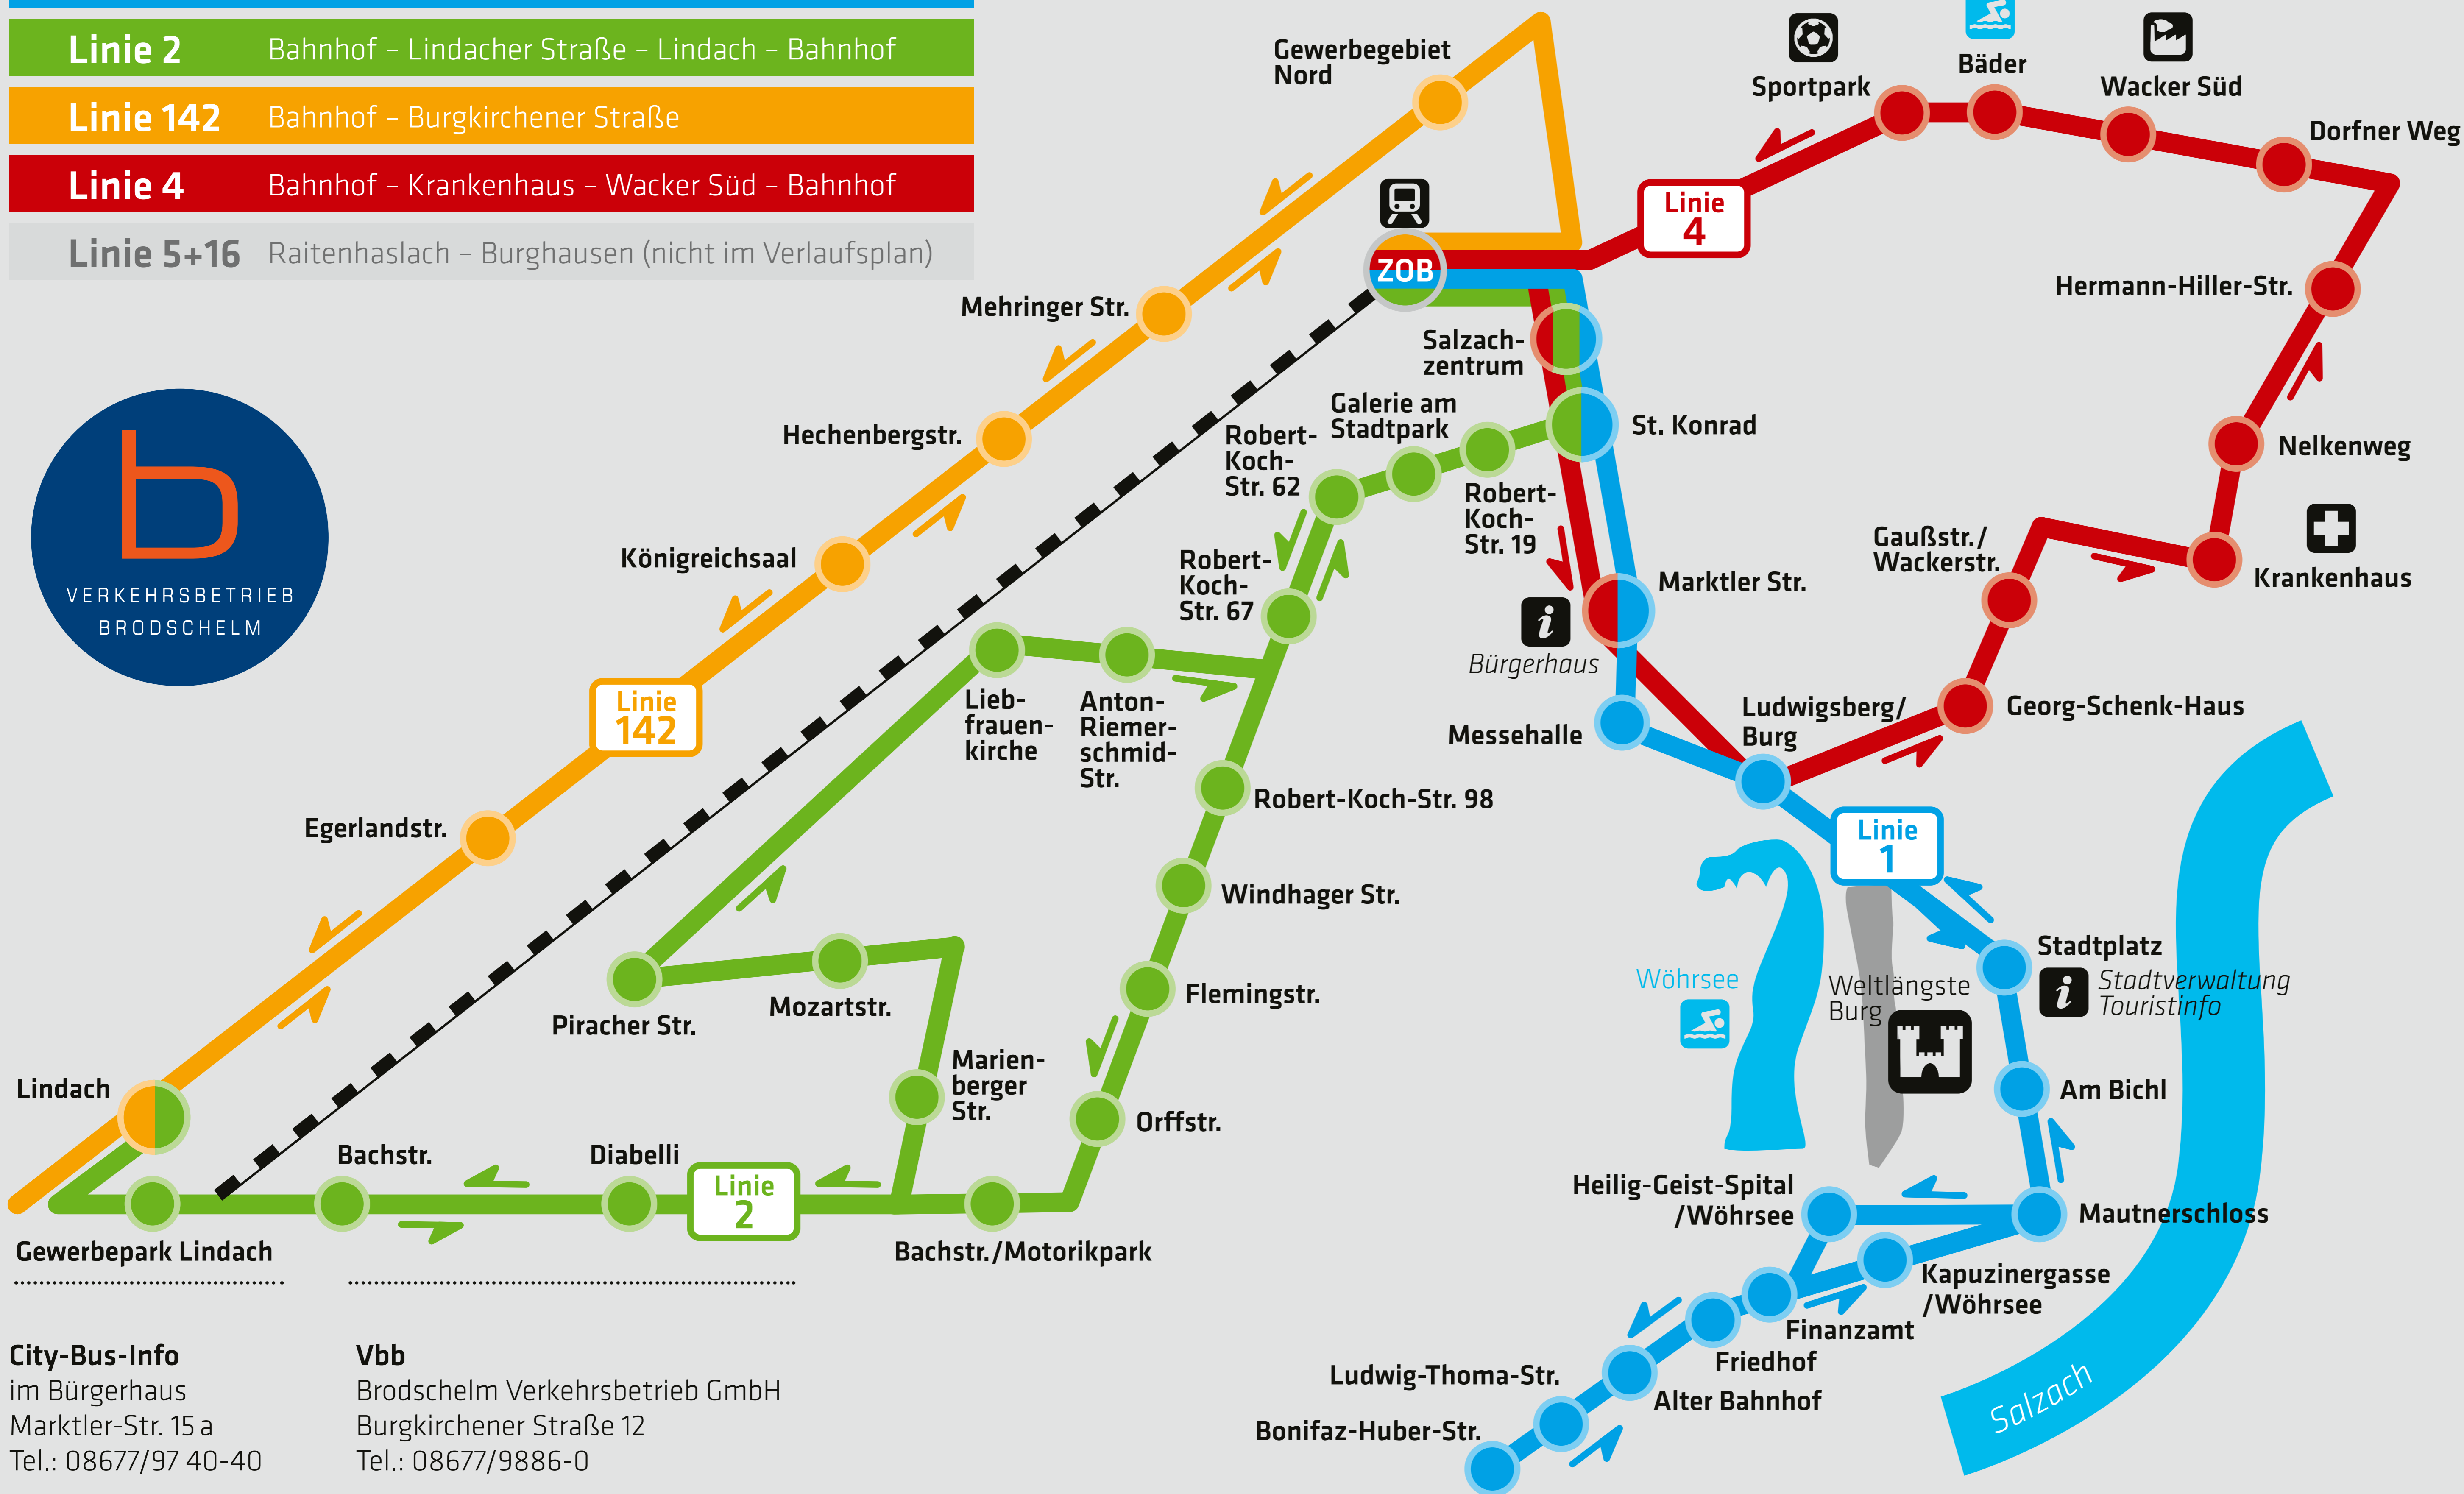 Linie 2 Bahnhof – Lindacher Straße – Lindach – Bahnhof
Linie 142 Bahnhof – Burgkirchener Straße
Linie 4 Bahnhof – Krankenhaus – Wacker Süd – Bahnhof
Linie 5+16 Raitenhaslach – Burghausen (nicht im Verlaufsplan)
Gewerbegebiet
Nord
Sportpark
Bäder
Wacker Süd
Dorfner Weg
Linie
4
ZOB
Hermann-Hiller-Str.
Mehringer Str.
Salzach-
zentrum
Hechenbergstr.
Galerie am
Stadtpark
Robert-
Koch-
Str. 62
St. Konrad
Nelkenweg
Robert-
Koch-
Str. 19
Königreichsaal
Robert-
Koch-
Str. 67
Gaußstr./
Wackerstr.
Krankenhaus
Marktler Str.
VERKEHRSBETRIEB
BRODSCHELM
Bürgerhaus
Linie
142
Lieb-
frauen-
kirche
Anton-
Riemer-
schmid-
Str.
Messehalle
Ludwigsberg/
Burg
Georg-Schenk-Haus
Robert-Koch-Str. 98
Egerlandstr.
Linie
1
Windhager Str.
Stadtplatz
Stadtverwaltung
Touristinfo
Wöhrsee
Weltlängste
Burg
Flemingstr.
Mozartstr.
Piracher Str.
Marien-
berger
Str.
Lindach
Am Bichl
Orffstr.
Bachstr.
Diabelli
Linie
2
Heilig-Geist-Spital
/Wöhrsee
Mautnerschloss
Gewerbepark Lindach
Bachstr./Motorikpark
Kapuzinergasse
/Wöhrsee
Finanzamt
Friedhof
Ludwig-Thoma-Str.
Alter Bahnhof
Bonifaz-Huber-Str.
Salzach
City-Bus-Info
im Bürgerhaus
Marktler-Str. 15 a
Tel.: 08677/97 40-40
Vbb
Brodschelm Verkehrsbetrieb GmbH
Burgkirchener Straße 12
Tel.: 08677/9886-0